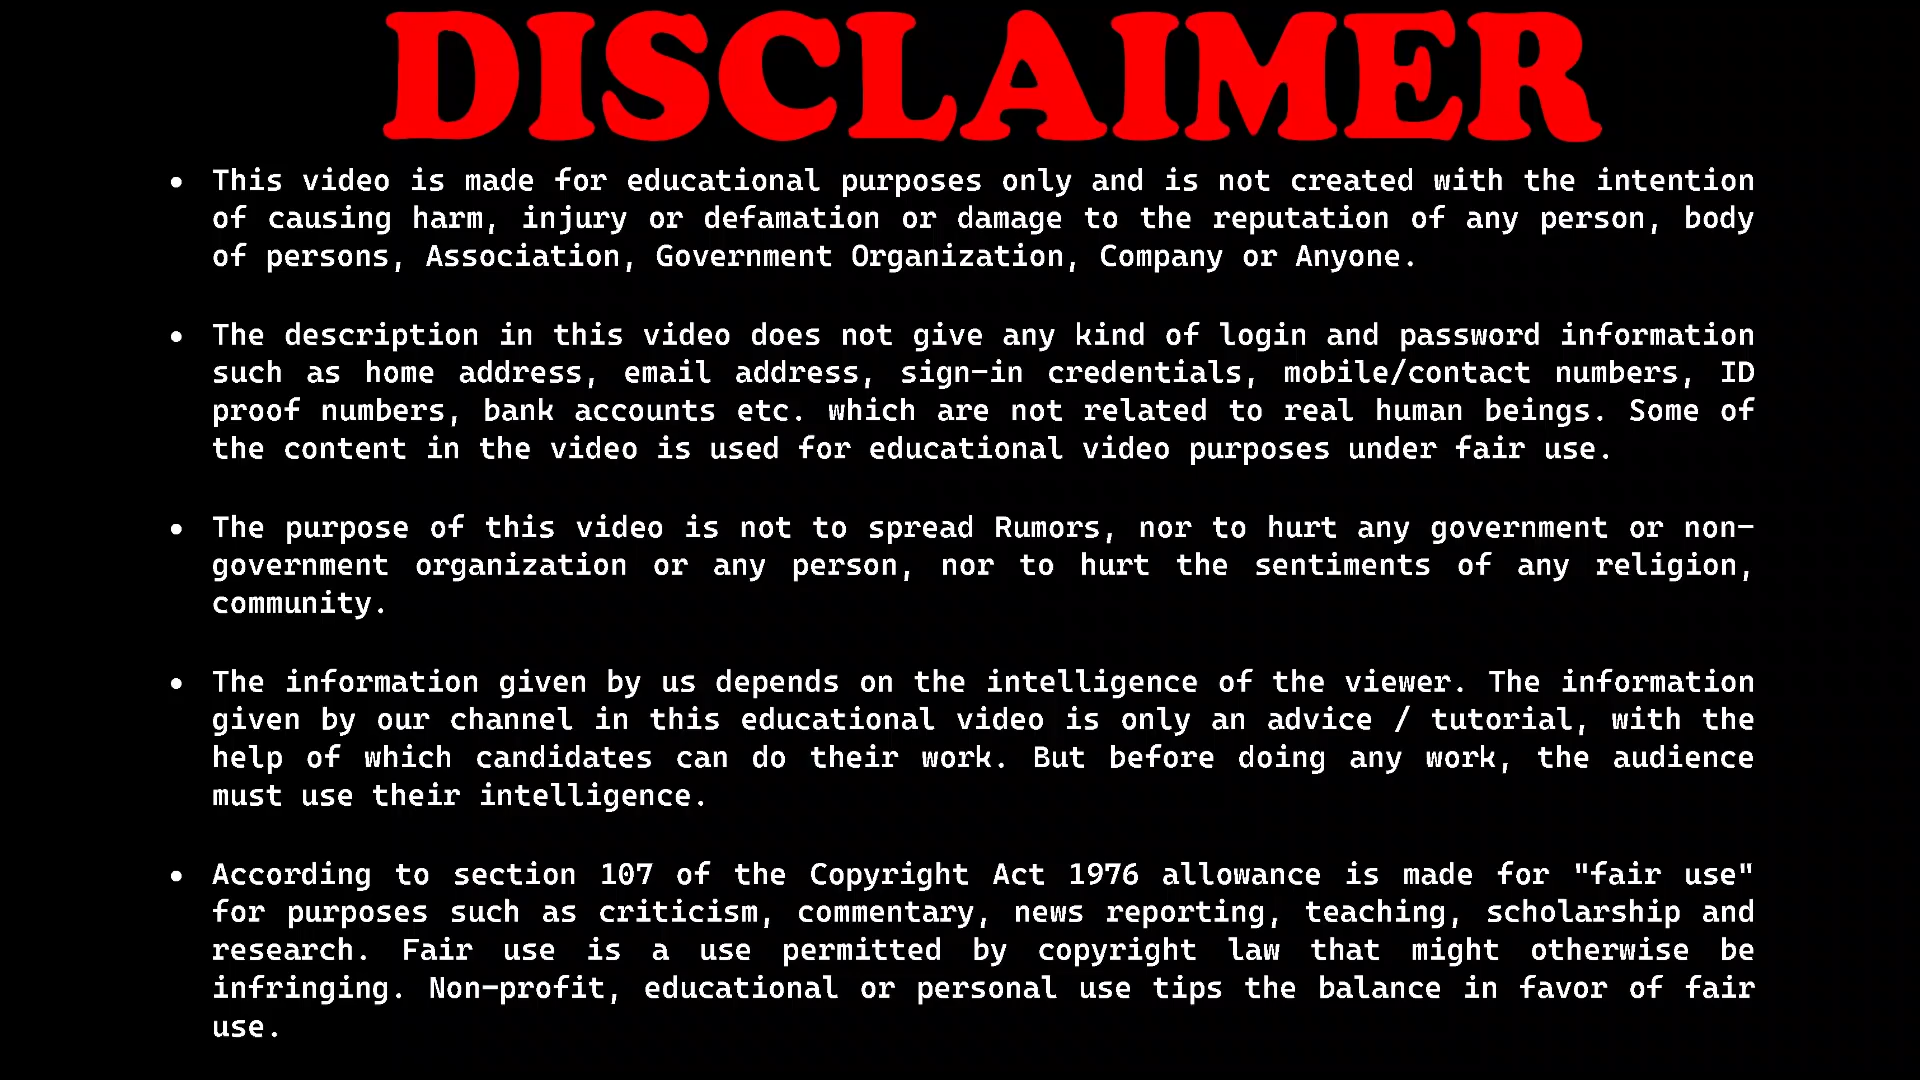 DISCLAIMER
• This video is made for educational purposes only and is not created with the intention
of causing harm, injury or defamation or damage to the reputation of any person, body
of persons, Association, Government Organization, Company or Anyone.
• The description in this video does not give any kind of login and password information
such as home address, email address, sign-in credentials, mobile/contact numbers, ID
proof numbers, bank accounts etc. which are not related to real human beings. Some of
the content in the video is used for educational video purposes under fair use.
• The purpose of this video is not to spread Rumors, nor to hurt any government or non-
government organization or any person, nor to hurt the sentiments of any religion,
community.
• The information given by us depends on the intelligence of the viewer. The information
given by our channel in this educational video is only an advice / tutorial, with the
help of which candidates can do their work. But before doing any work, the audience
must use their intelligence.
• According to section 107 of the Copyright Act 1976 allowance is made for "fair use"
for purposes such as criticism, commentary, news reporting, teaching, scholarship and
research. Fair use is a use permitted by copyright law that might otherwise be
infringing. Non-profit, educational or personal use tips the balance in favor of fair
use.